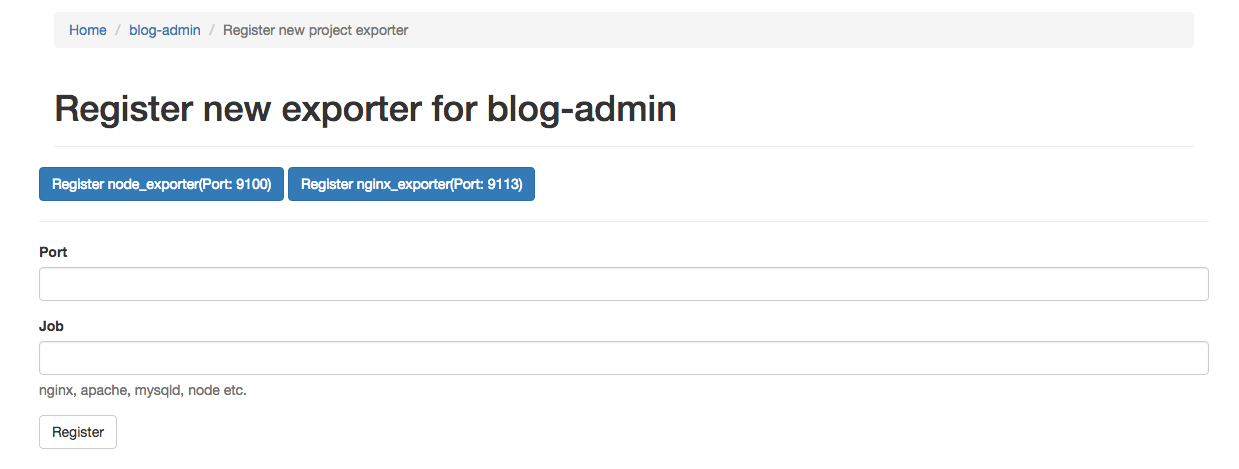 Home / blog-admin / Register new project exporter
Register new exporter for blog-admin
Register node_exporter(Port: 9100) Register nginx_exporter(Port: 9113)
Port
Job
nginx, apache, mysqld, node etc.
Register